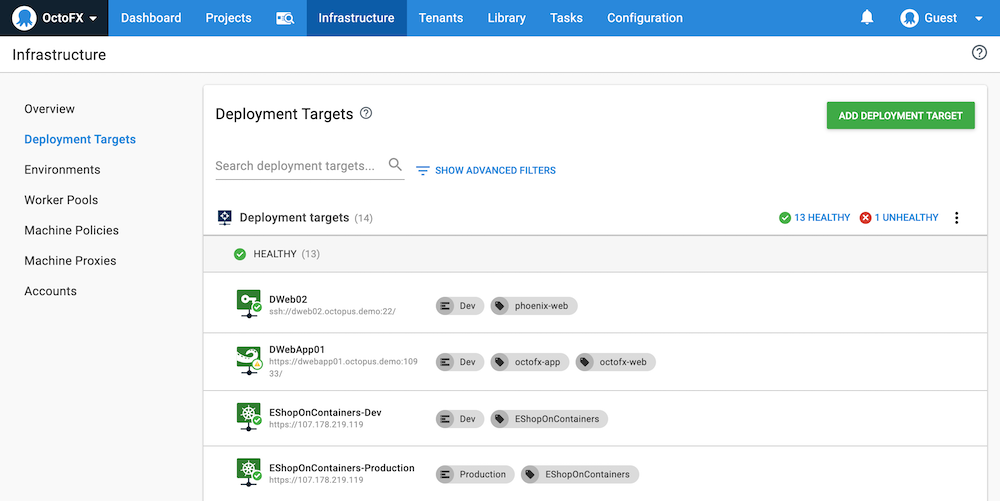 OctoFX Dashboard Projects Infrastructure Tenants Library Tasks Configuration Guest
Infrastructure
Overview
Deployment Targets
Environments
Worker Pools
Machine Policies
Machine Proxies
Accounts
Deployment Targets
ADD DEPLOYMENT TARGET
Search deployment targets...
SHOW ADVANCED FILTERS
Deployment targets (14) 13 HEALTHY 1 UNHEALTHY
HEALTHY (13)
DWeb02
ssh://dweb02.octopus.demo:22/
Dev phoenix-web
DWebApp01
https://dwebapp01.octopus.demo:109
33/
Dev octofx-app octofx-web
EShopOnContainers-Dev
https://107.178.219.119
Dev EShopOnContainers
EShopOnContainers-Production
https://107.178.219.119
Production EShopOnContainers